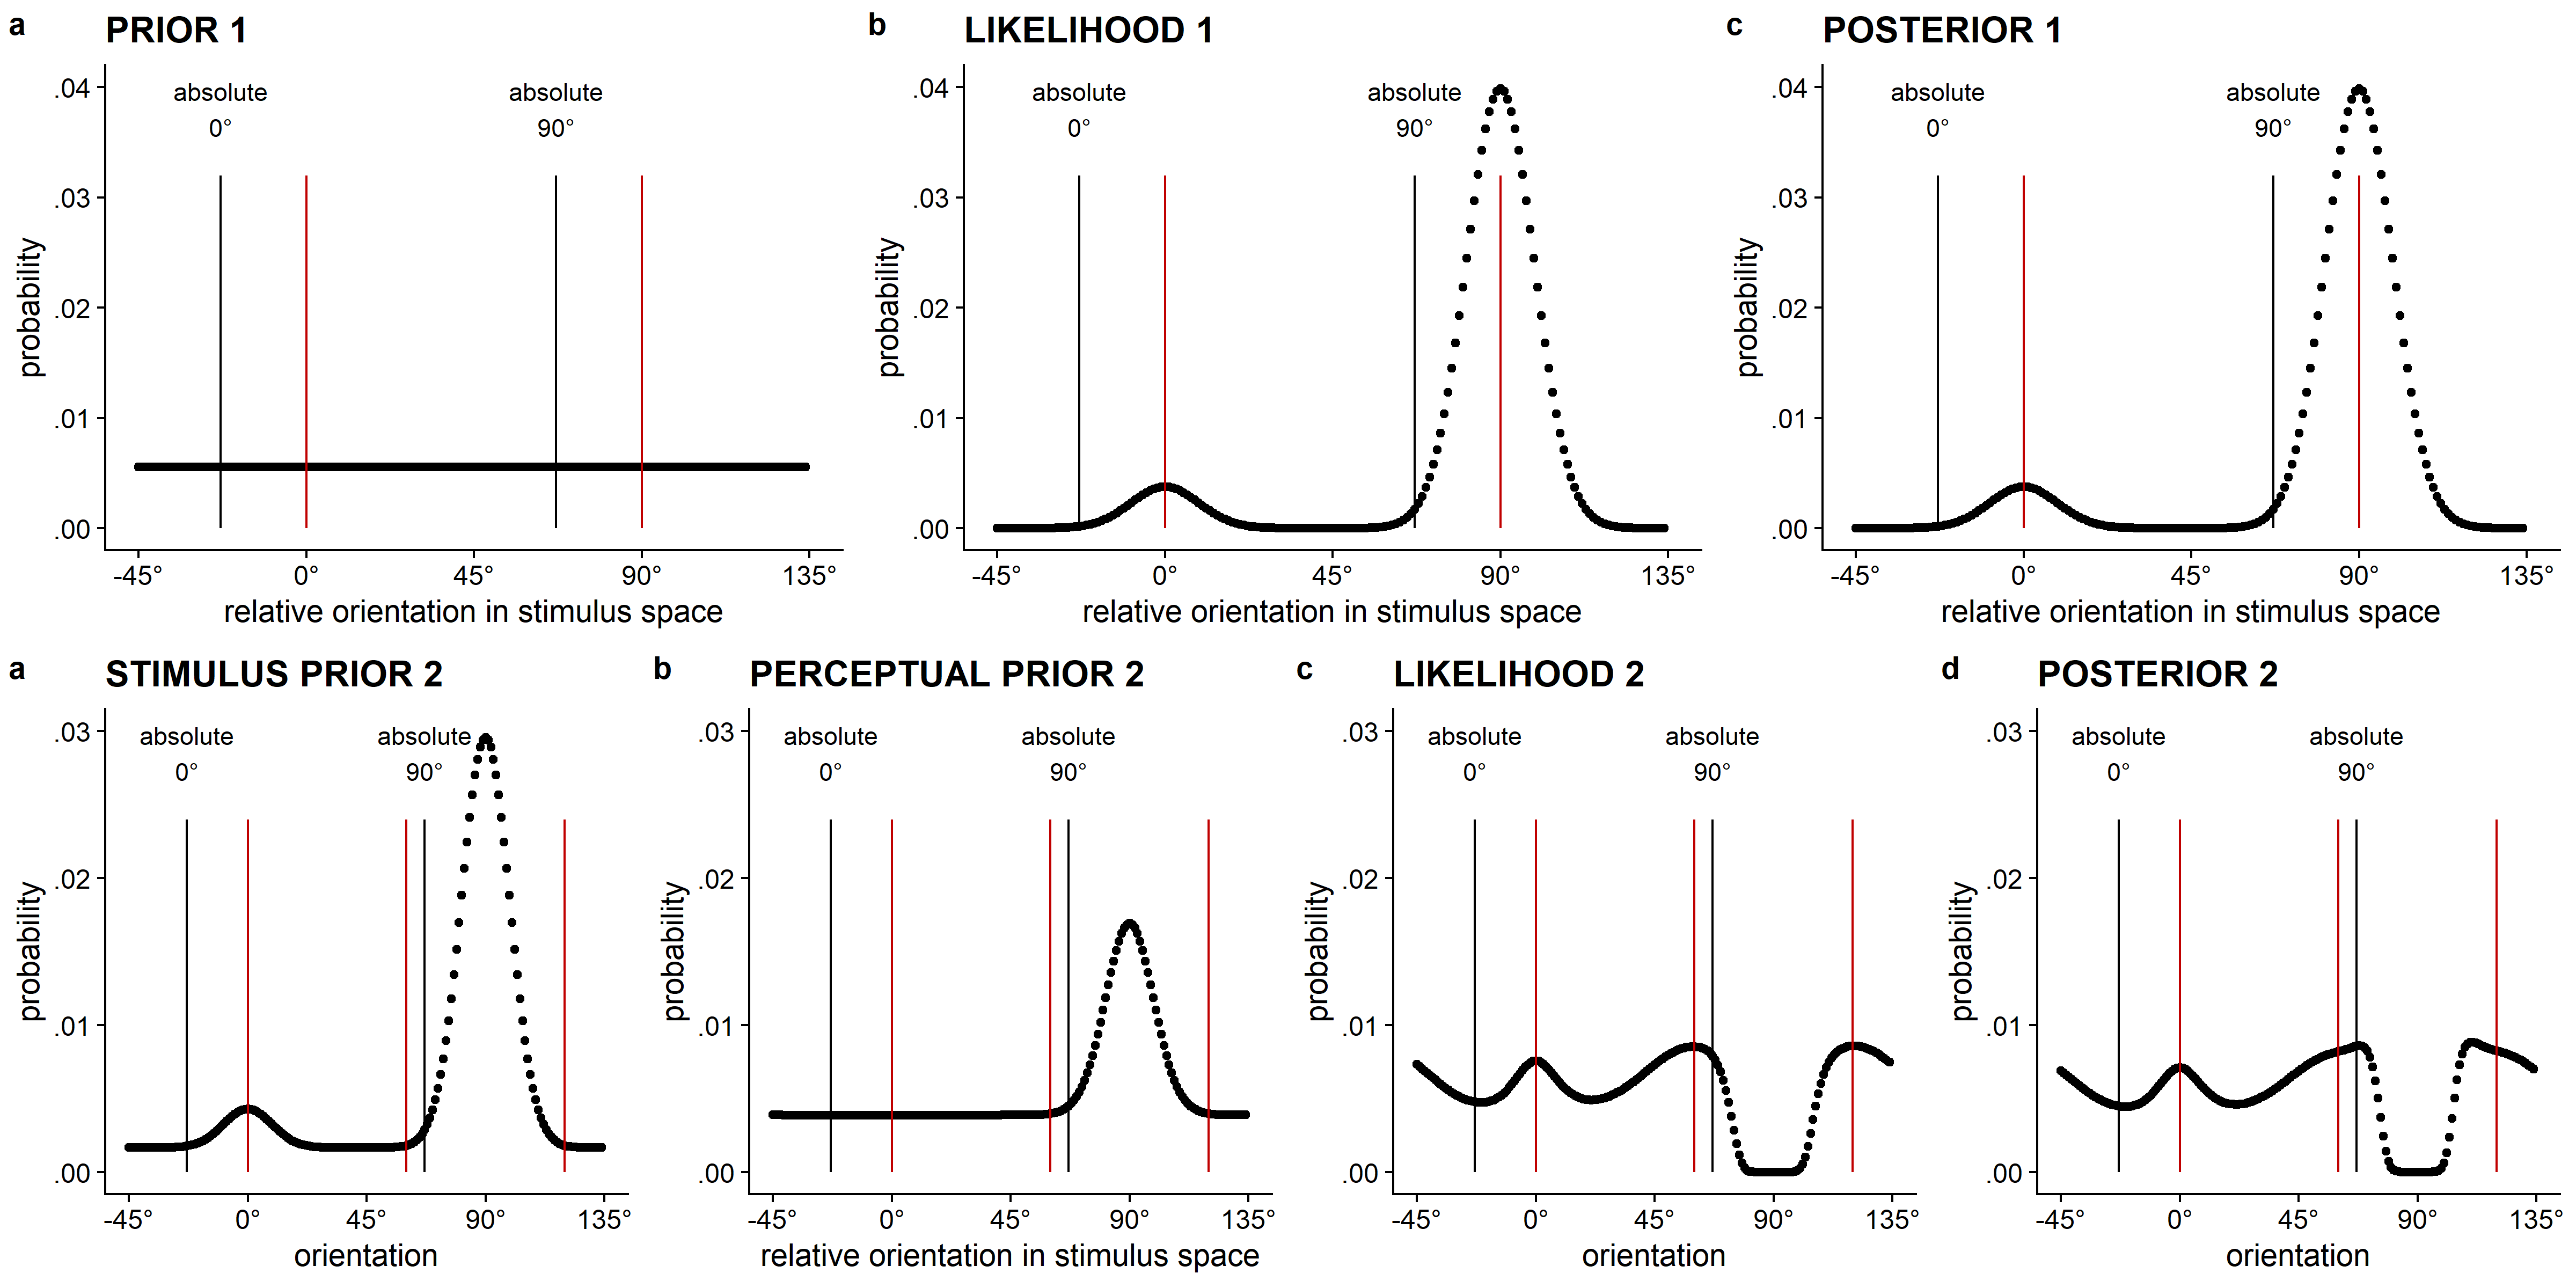 a PRIOR 1
absolute absolute
0° 90°
.04
.03
.02
.01
.00
probability
-45° 0° 45° 90° 135°
relative orientation in stimulus space
b LIKELIHOOD 1
absolute absolute
0° 90°
.04
.03
.02
.01
.00
probability
-45° 0° 45° 90° 135°
relative orientation in stimulus space
c POSTERIOR 1
absolute absolute
0° 90°
.04
.03
.02
.01
.00
probability
-45° 0° 45° 90° 135°
relative orientation in stimulus space
a STIMULUS PRIOR 2
absolute absolute
0° 90°
.03
.02
.01
.00
probability
-45° 0° 45° 90° 135°
orientation
b PERCEPTUAL PRIOR 2
absolute absolute
0° 90°
.03
.02
.01
.00
probability
-45° 0° 45° 90° 135°
relative orientation in stimulus space
c LIKELIHOOD 2
absolute absolute
0° 90°
.03
.02
.01
.00
probability
-45° 0° 45° 90° 135°
orientation
d POSTERIOR 2
absolute absolute
0° 90°
.03
.02
.01
.00
probability
-45° 0° 45° 90° 135°
orientation